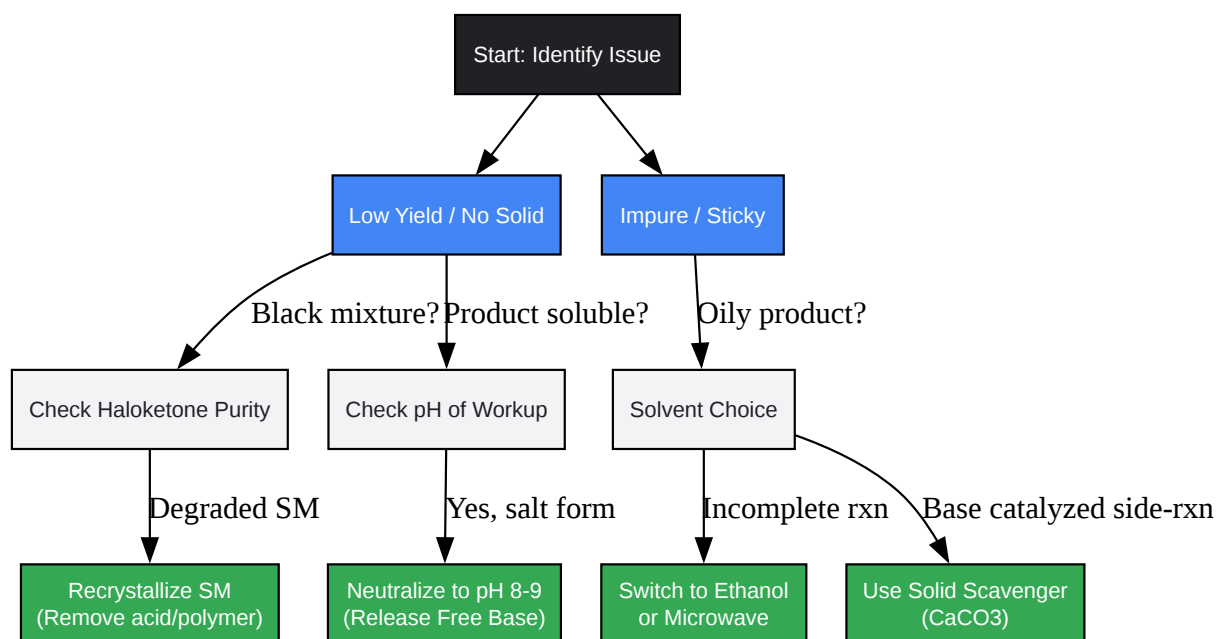 Start: Identify Issue
Low Yield / No Solid
Impure / Sticky
Black mixture?
Product soluble?
Oily product?
Check Haloketone Purity
Check pH of Workup
Solvent Choice
Degraded SM
Yes, salt form
Incomplete rxn
Base catalyzed side-rxn
Recrystallize SM
(Remove acid/polymer)
Neutralize to pH 8-9
(Release Free Base)
Switch to Ethanol
or Microwave
Use Solid Scavenger
(CaCO3)